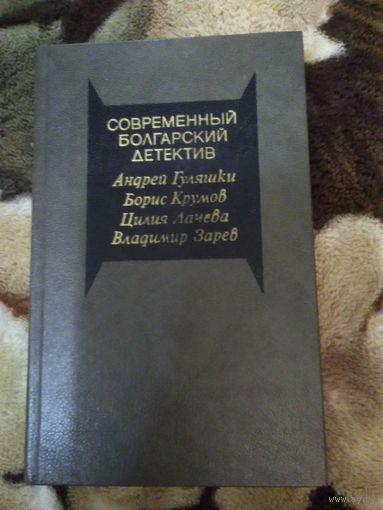 СОВРЕМЕННЫЙ
БОЛГАРСКИЙ
ДЕТЕКТИВ
Андрей Гуляшки
Борис Крумов
Цилия Лачева
Владимир Зарев